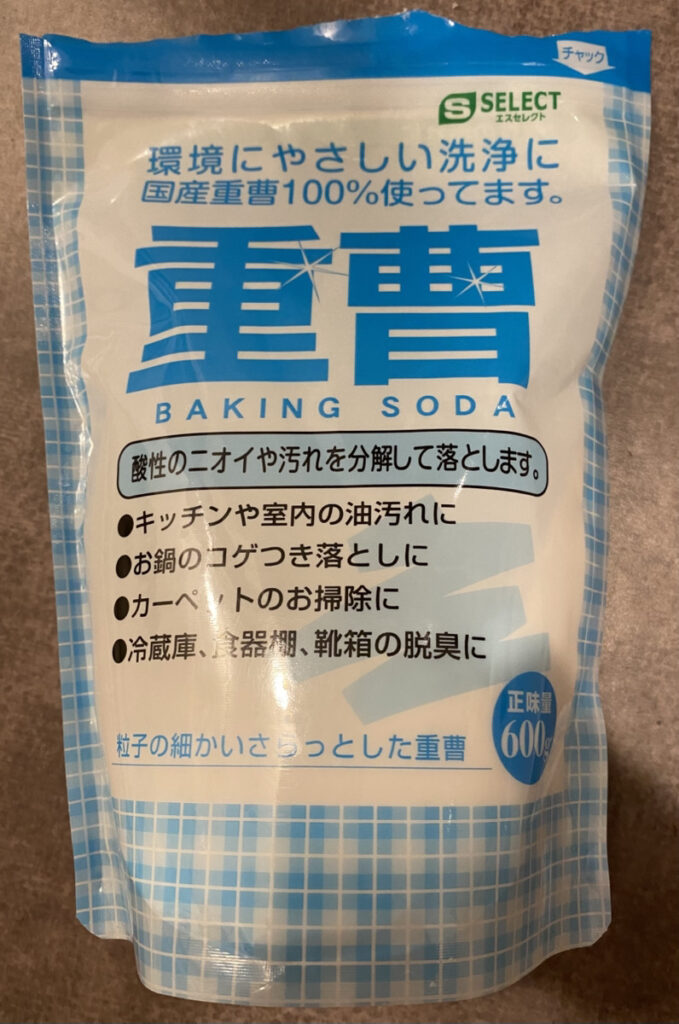 チャック
S SELECT
エスセレクト
環境にやさしい洗浄に
国産重曹100%使ってます。
重曹
BAKING SODA
酸性のニオイや汚れを分解して落とします。
●キッチンや室内の油汚れに
●お鍋のコゲつき落としに
●カーペットのお掃除に
●冷蔵庫、食器棚、靴箱の脱臭に
正味量
600g
粒子の細かいさらっとした重曹